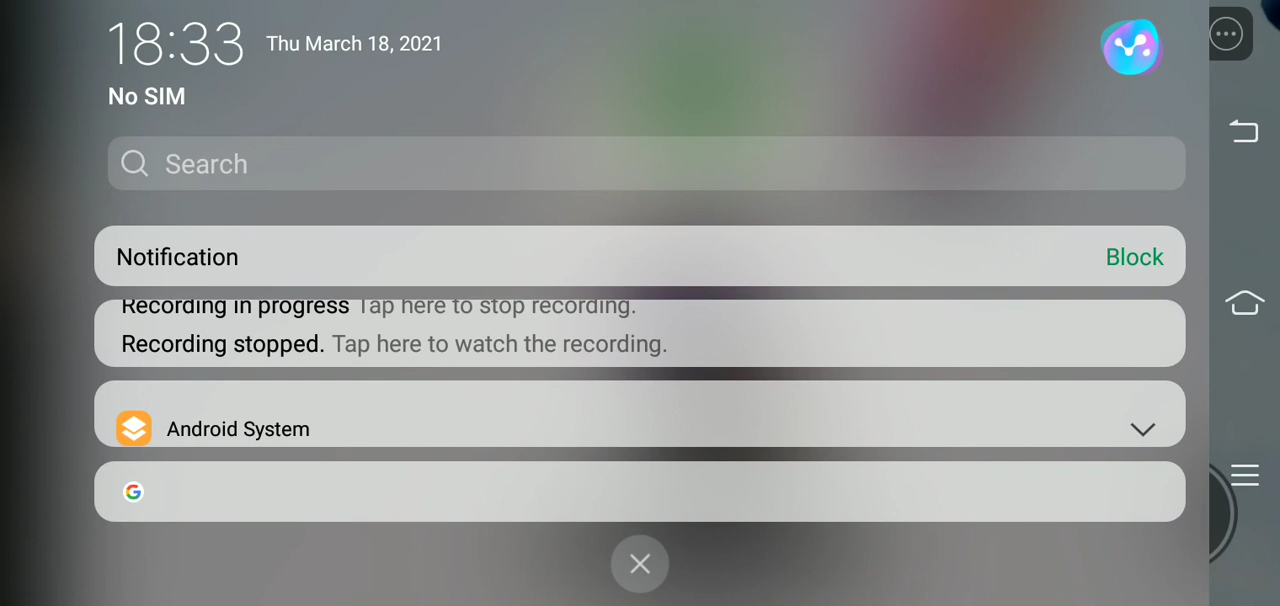 18:33 Thu March 18, 2021
No SIM
Search
Notification Block
Recording in progress Tap here to stop recording.
Recording stopped. Tap here to watch the recording.
Android System